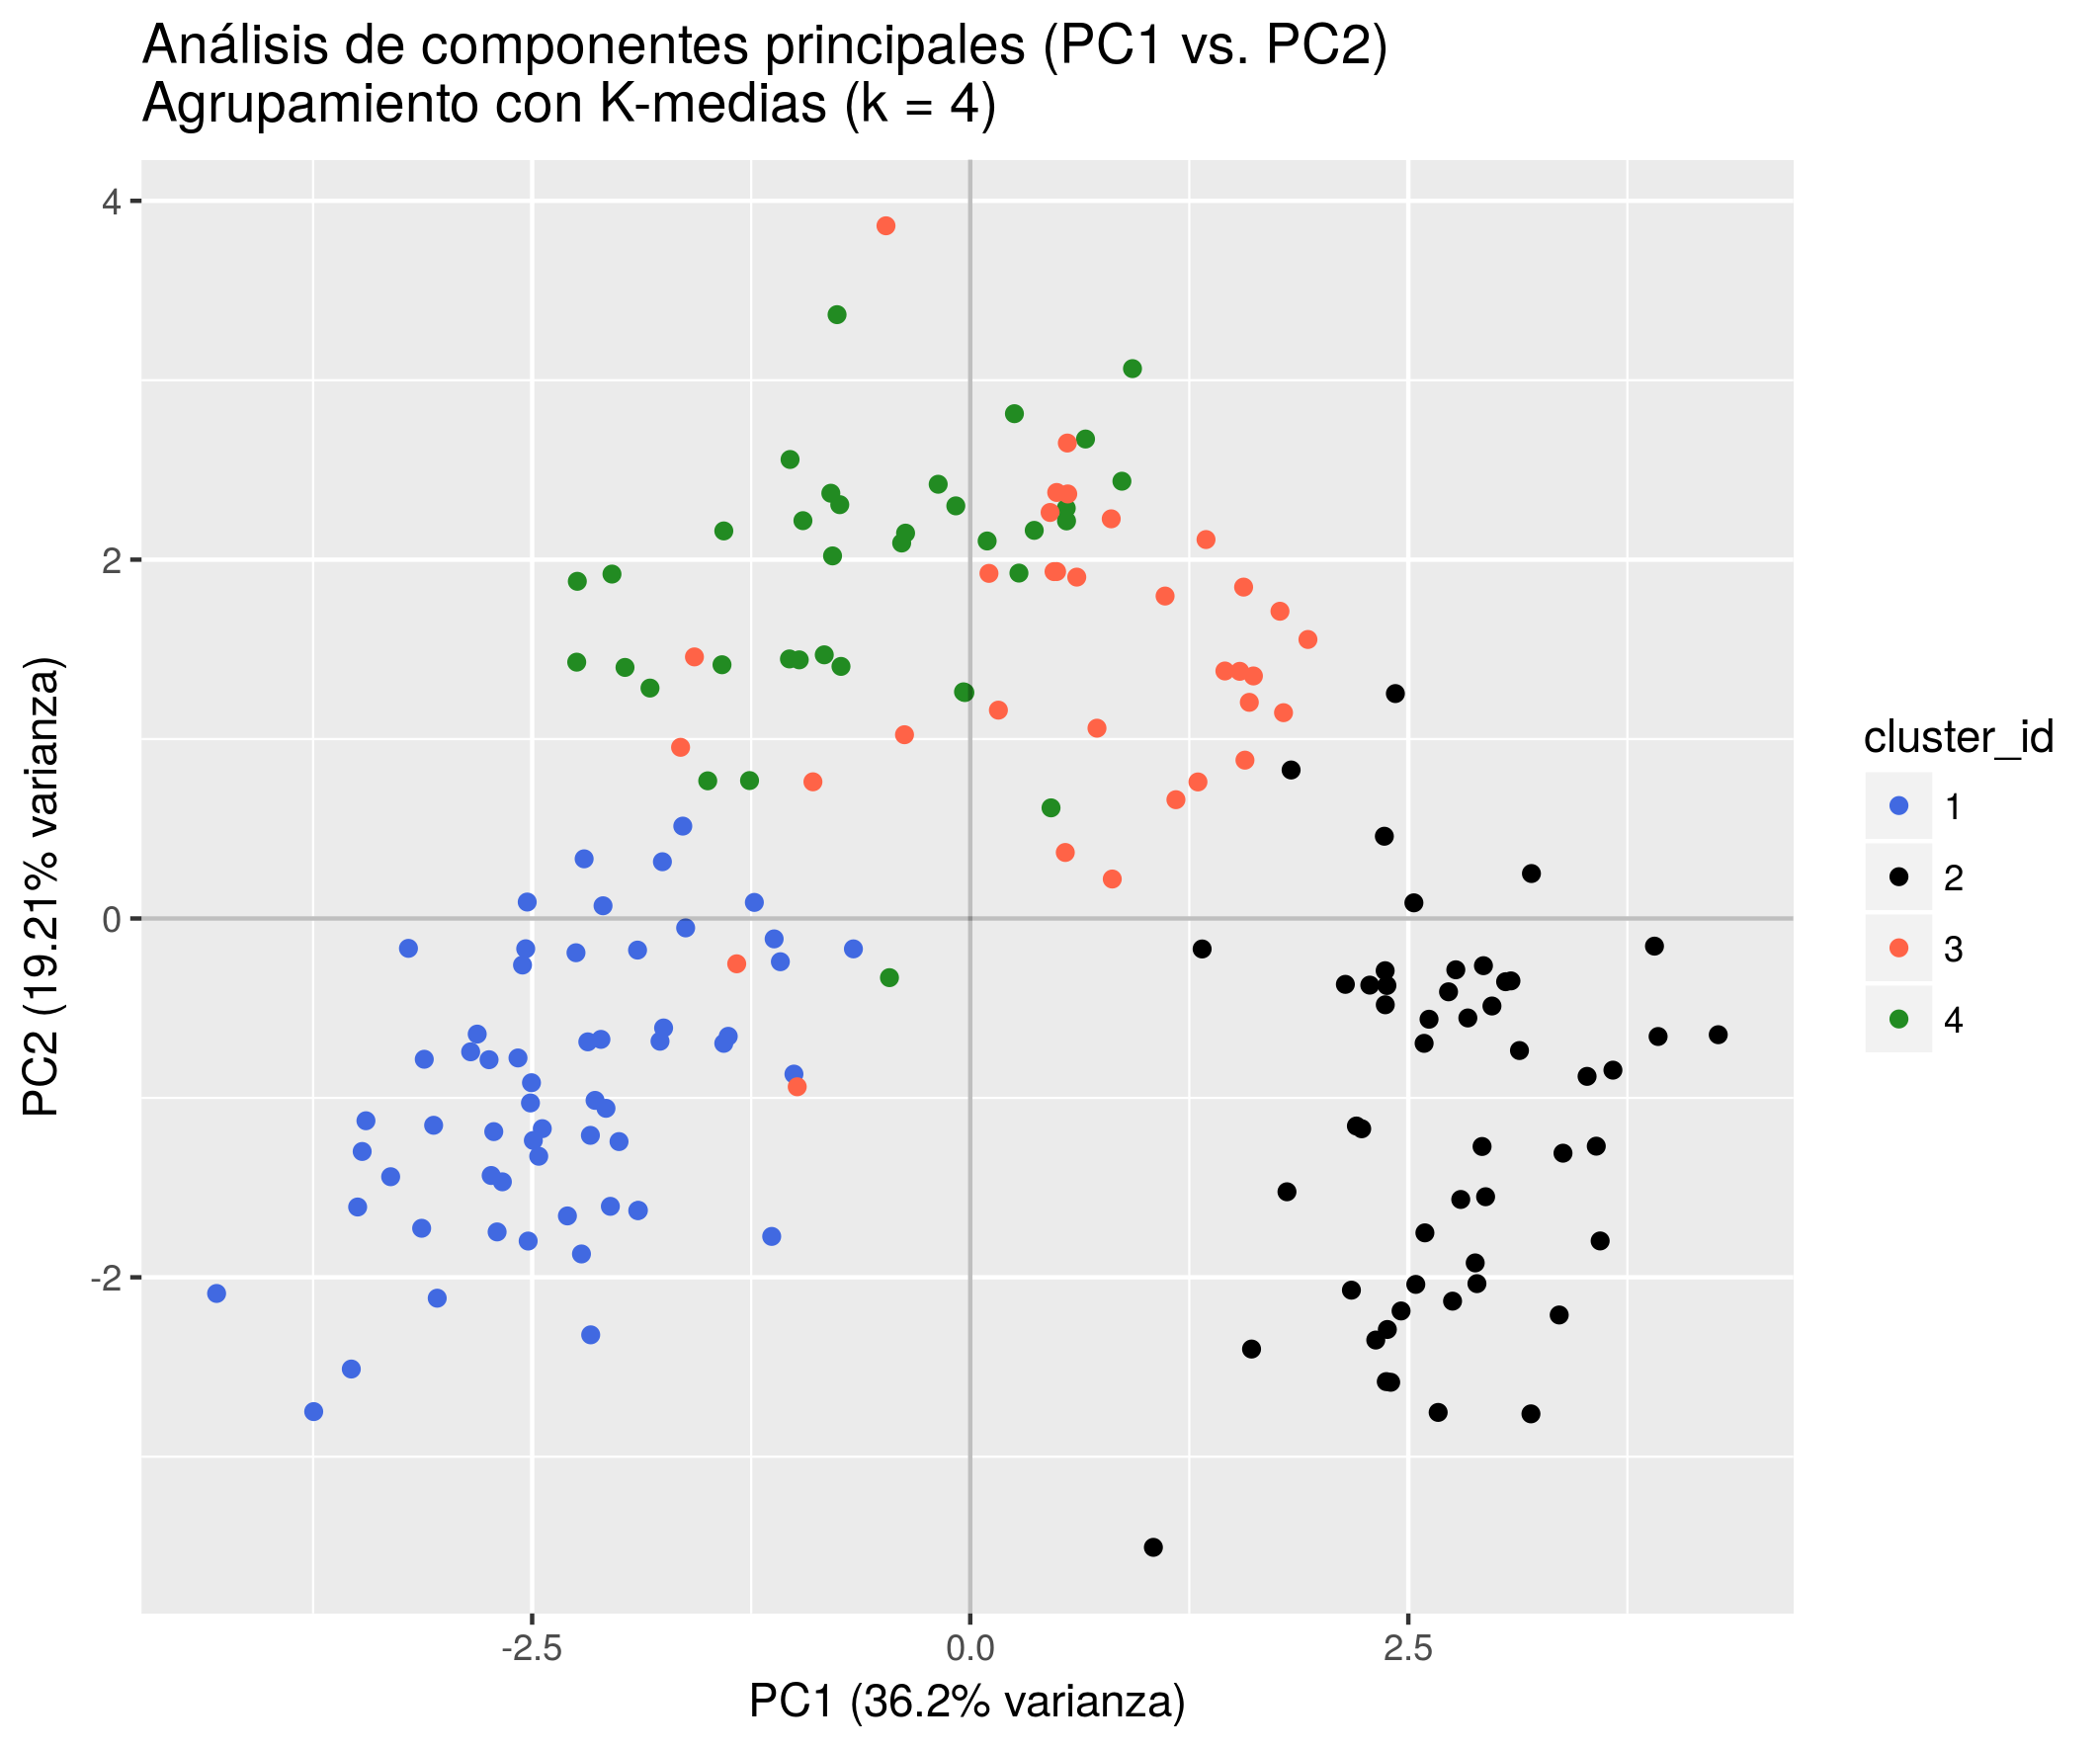 Análisis de componentes principales (PC1 vs. PC2)
Agrupamiento con K-medias (k = 4)
4
2
0
-2
PC2 (19.21% varianza)
-2.5
0.0
2.5
PC1 (36.2% varianza)
cluster_id
1
2
3
4